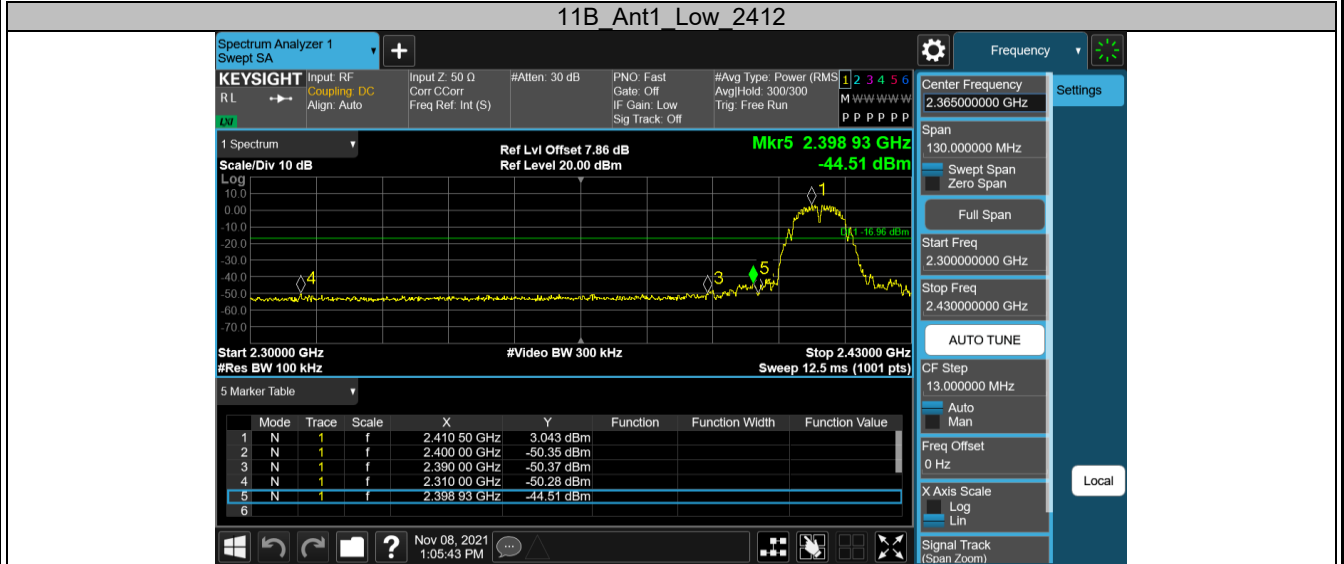 11B_Ant1_Low_2412
Spectrum Analyzer 1
Swept SA
+
Frequency
KEYSIGHT
R L
LXI
Input: RF
Coupling: DC
Align: Auto
Input Z: 50 Ω
Corr CCorr
Freq Ref: Int (S)
#Atten: 30 dB
PNO: Fast
Gate: Off
IF Gain: Low
Sig Track: Off
#Avg Type: Power (RMS
Avg|Hold: 300/300
Trig: Free Run
1 2 3 4 5 6
M W W W W W
P P P P P P
1 Spectrum
Scale/Div 10 dB
Ref Lvl Offset 7.86 dB
Ref Level 20.00 dBm
Mkr5 2.398 93 GHz
-44.51 dBm
Log
10.0
0.00
-10.0
-20.0
-30.0
-40.0
-50.0
-60.0
-70.0
1
DL1 -16.96 dBm
4
3
5
Start 2.30000 GHz
#Video BW 300 kHz
Stop 2.43000 GHz
#Res BW 100 kHz
Sweep 12.5 ms (1001 pts)
5 Marker Table
Mode Trace Scale X Y Function Function Width Function Value
1 N 1 f 2.410 50 GHz 3.043 dBm
2 N 1 f 2.400 00 GHz -50.35 dBm
3 N 1 f 2.390 00 GHz -50.37 dBm
4 N 1 f 2.310 00 GHz -50.28 dBm
5 N 1 f 2.398 93 GHz -44.51 dBm
6
?
Nov 08, 2021
1:05:43 PM
Center Frequency
2.365000000 GHz
Settings
Span
130.000000 MHz
Swept Span
Zero Span
Full Span
Start Freq
2.300000000 GHz
Stop Freq
2.430000000 GHz
AUTO TUNE
CF Step
13.000000 MHz
Auto
Man
Freq Offset
0 Hz
X Axis Scale
Log
Lin
Local
Signal Track
(Span Zoom)